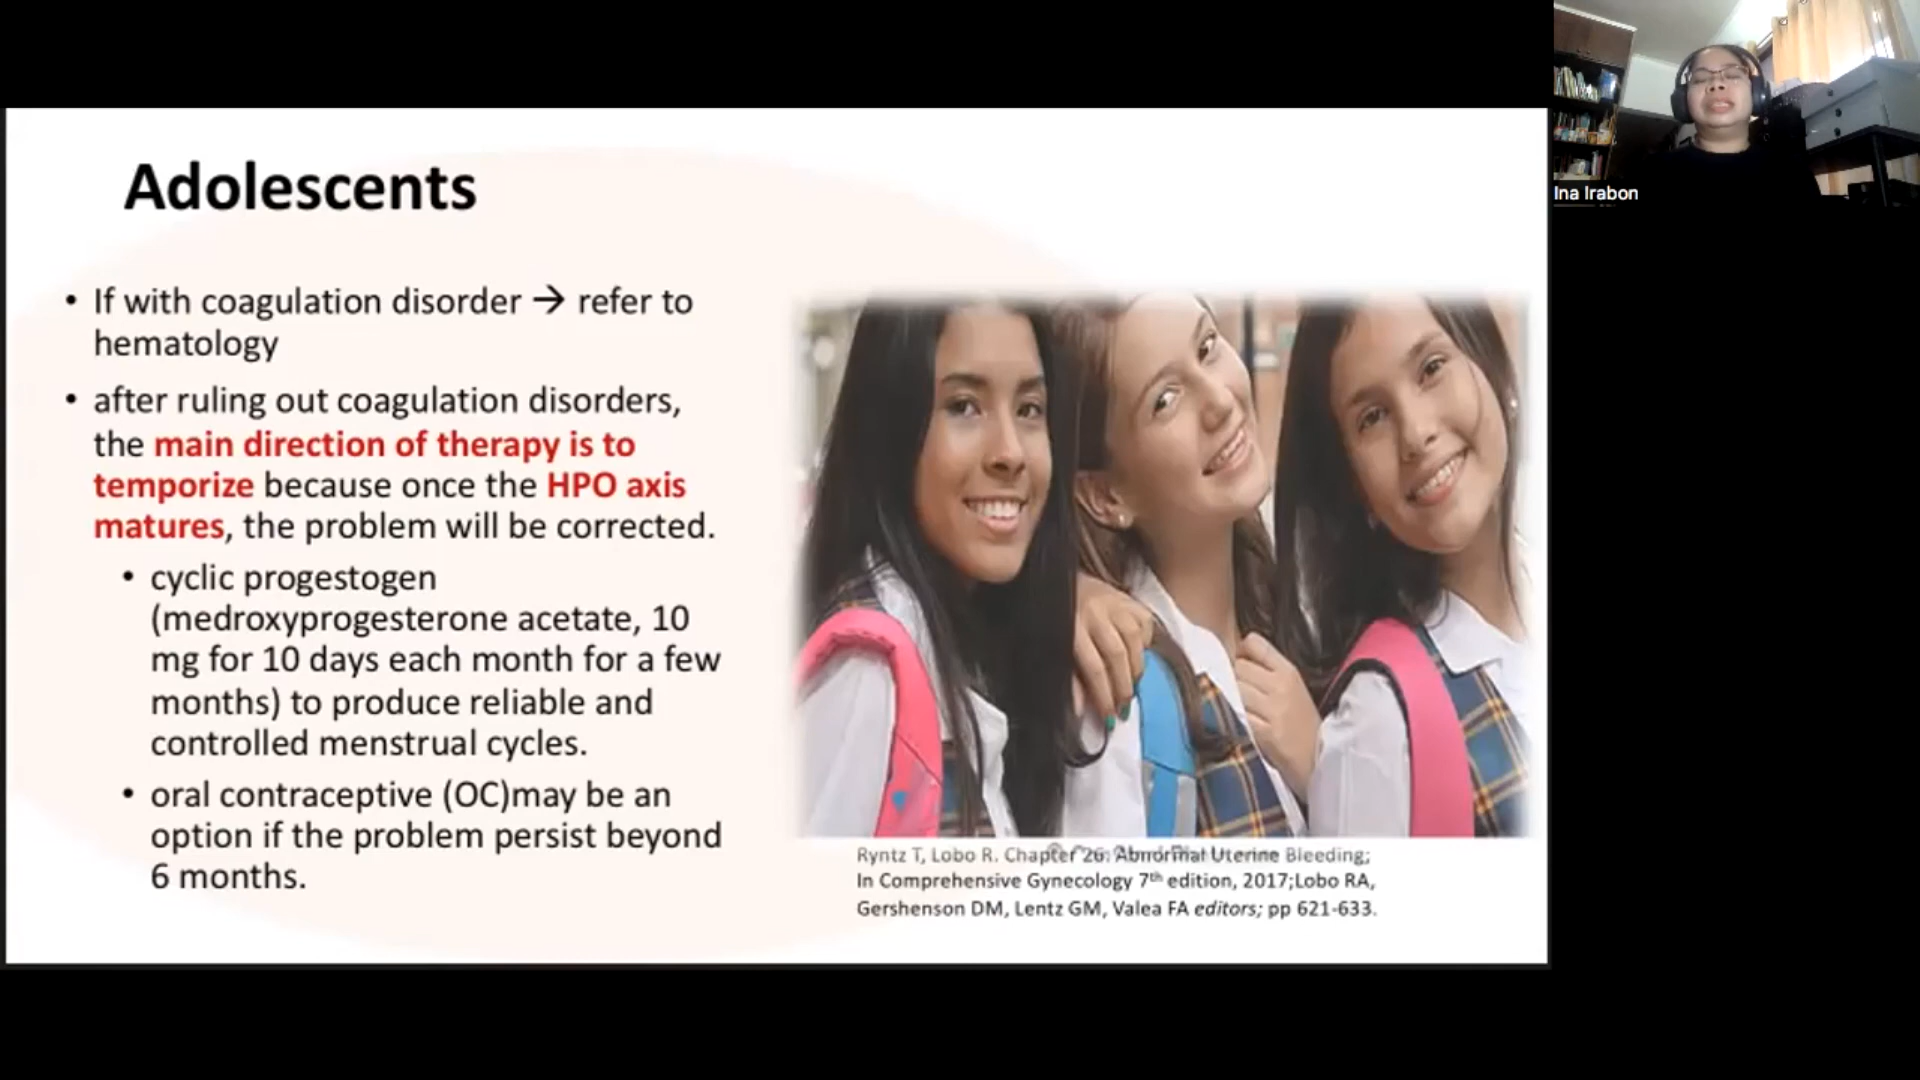 Adolescents
• If with coagulation disorder → refer to
hematology
• after ruling out coagulation disorders,
the main direction of therapy is to
temporize because once the HPO axis
matures, the problem will be corrected.
• cyclic progestogen
(medroxyprogesterone acetate, 10
mg for 10 days each month for a few
months) to produce reliable and
controlled menstrual cycles.
• oral contraceptive (OC)may be an
option if the problem persist beyond
6 months.
Ryntz T, Lobo R. Chapter 26: Abnormal Uterine Bleeding;
In Comprehensive Gynecology 7th edition, 2017;Lobo RA,
Gershenson DM, Lentz GM, Valea FA editors; pp 621-633.
Ina Irabon